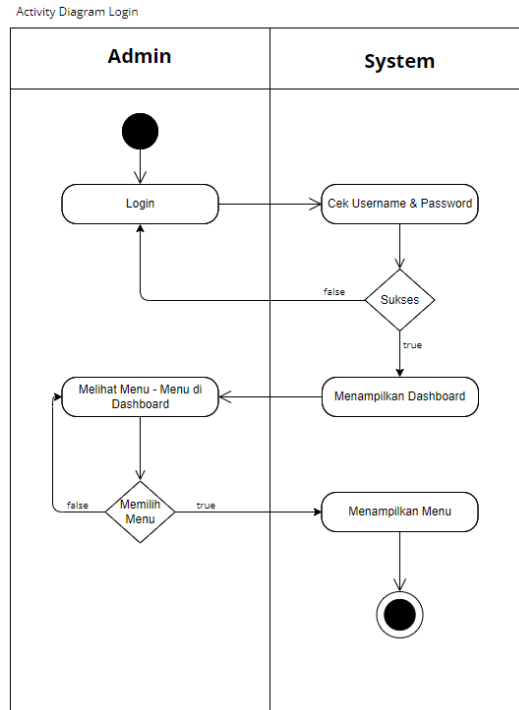 Activity Diagram Login
Admin
System
Login
Cek Username & Password
false
Sukses
true
Melihat Menu - Menu di
Dashboard
Menampilkan Dashboard
false
Memilih
Menu
true
Menampilkan Menu